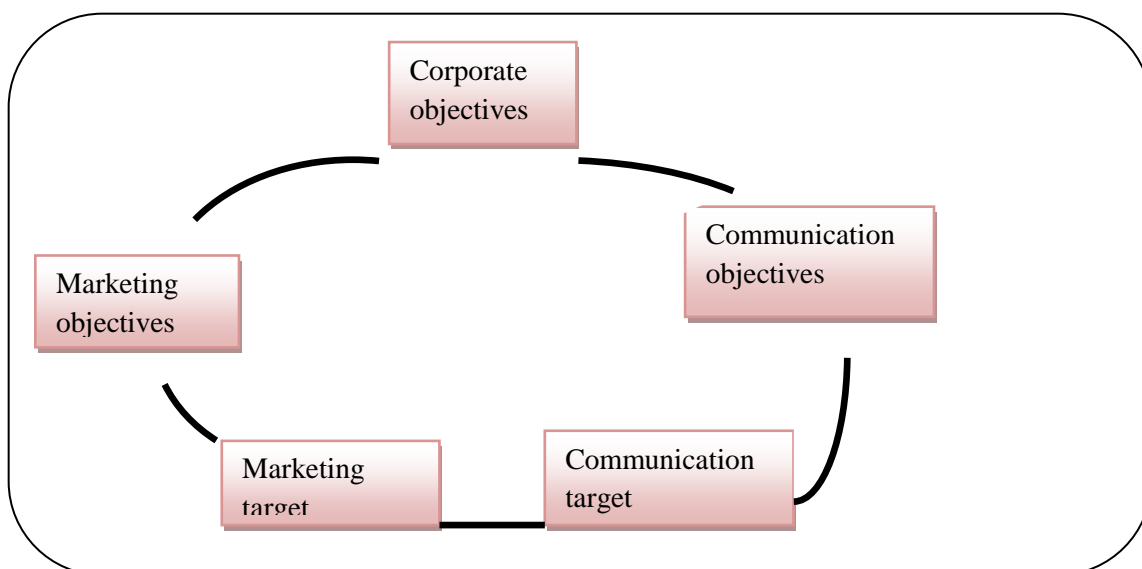 Corporate
objectives
Communication
objectives
Marketing
objectives
Marketing
target
Communication
target